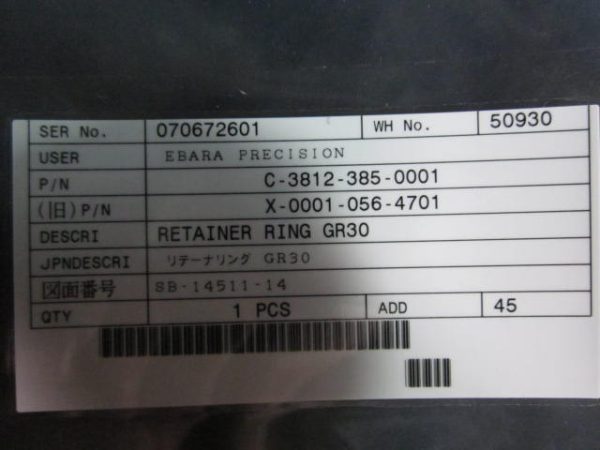 SER No. 070672601 WH No. 50930
USER EBARA PRECISION
P/N C-3812-385-0001
(旧)P/N X-0001-056-4701
DESCRI RETAINER RING GR30
JPNDESCRI リテーナリング GR30
図面番号 SB-14511-14
QTY 1 PCS ADD 45